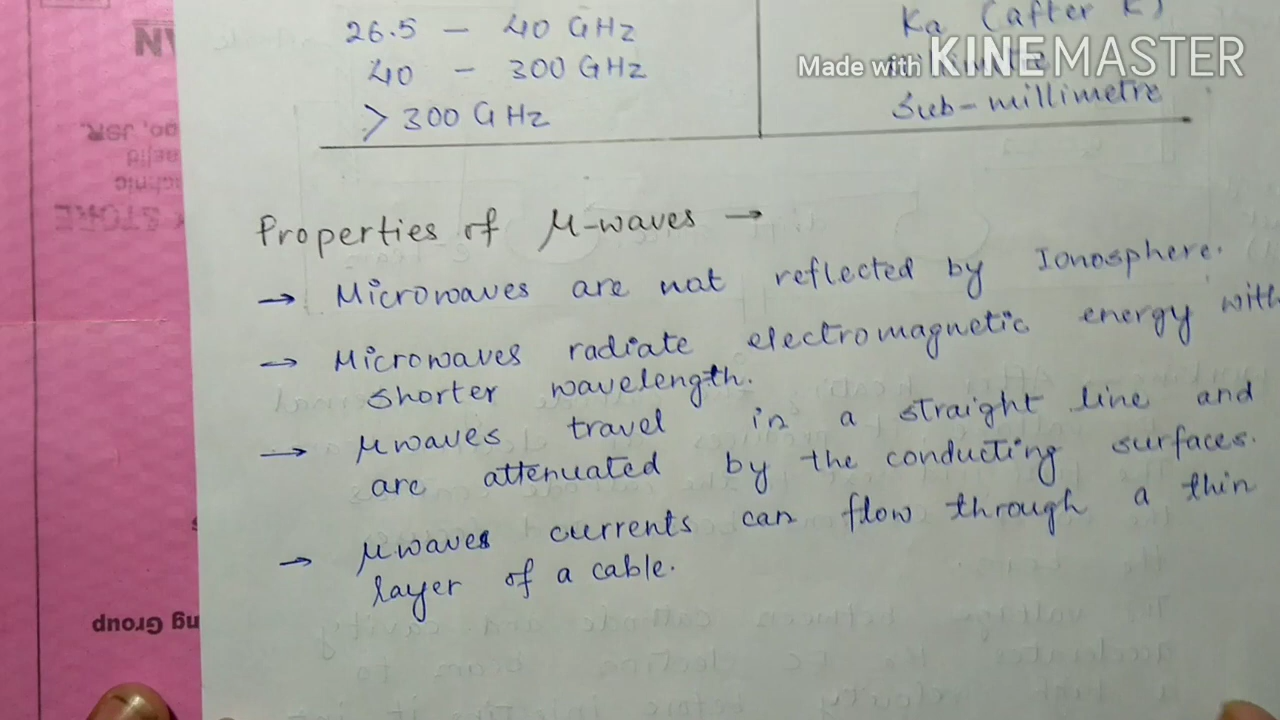 26.5 - 40 GHz Ka (after K)
40 - 300 GHz
> 300 GHz Sub-millimetre
Made with KINEMASTER
Properties of μ-waves →
→ Microwaves are not reflected by Ionosphere.
→ Microwaves radiate electromagnetic energy with
shorter wavelength.
→ μwaves travel in a straight line and
are attenuated by the conducting surfaces.
→ μwaves currents can flow through a thin
layer of a cable.
STORE
ng Group